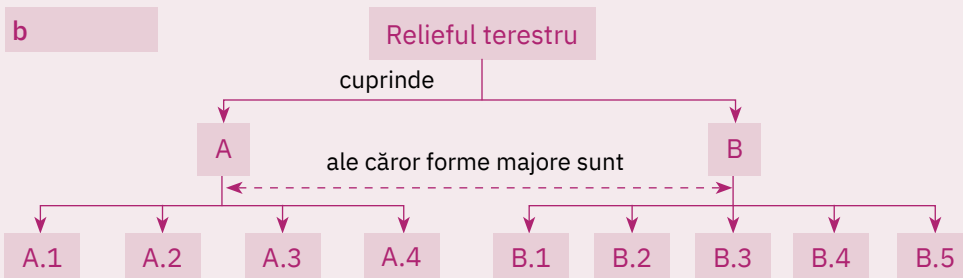 b
Relieful terestru
cuprinde
A
B
ale căror forme majore sunt
A.1 A.2 A.3 A.4 B.1 B.2 B.3 B.4 B.5